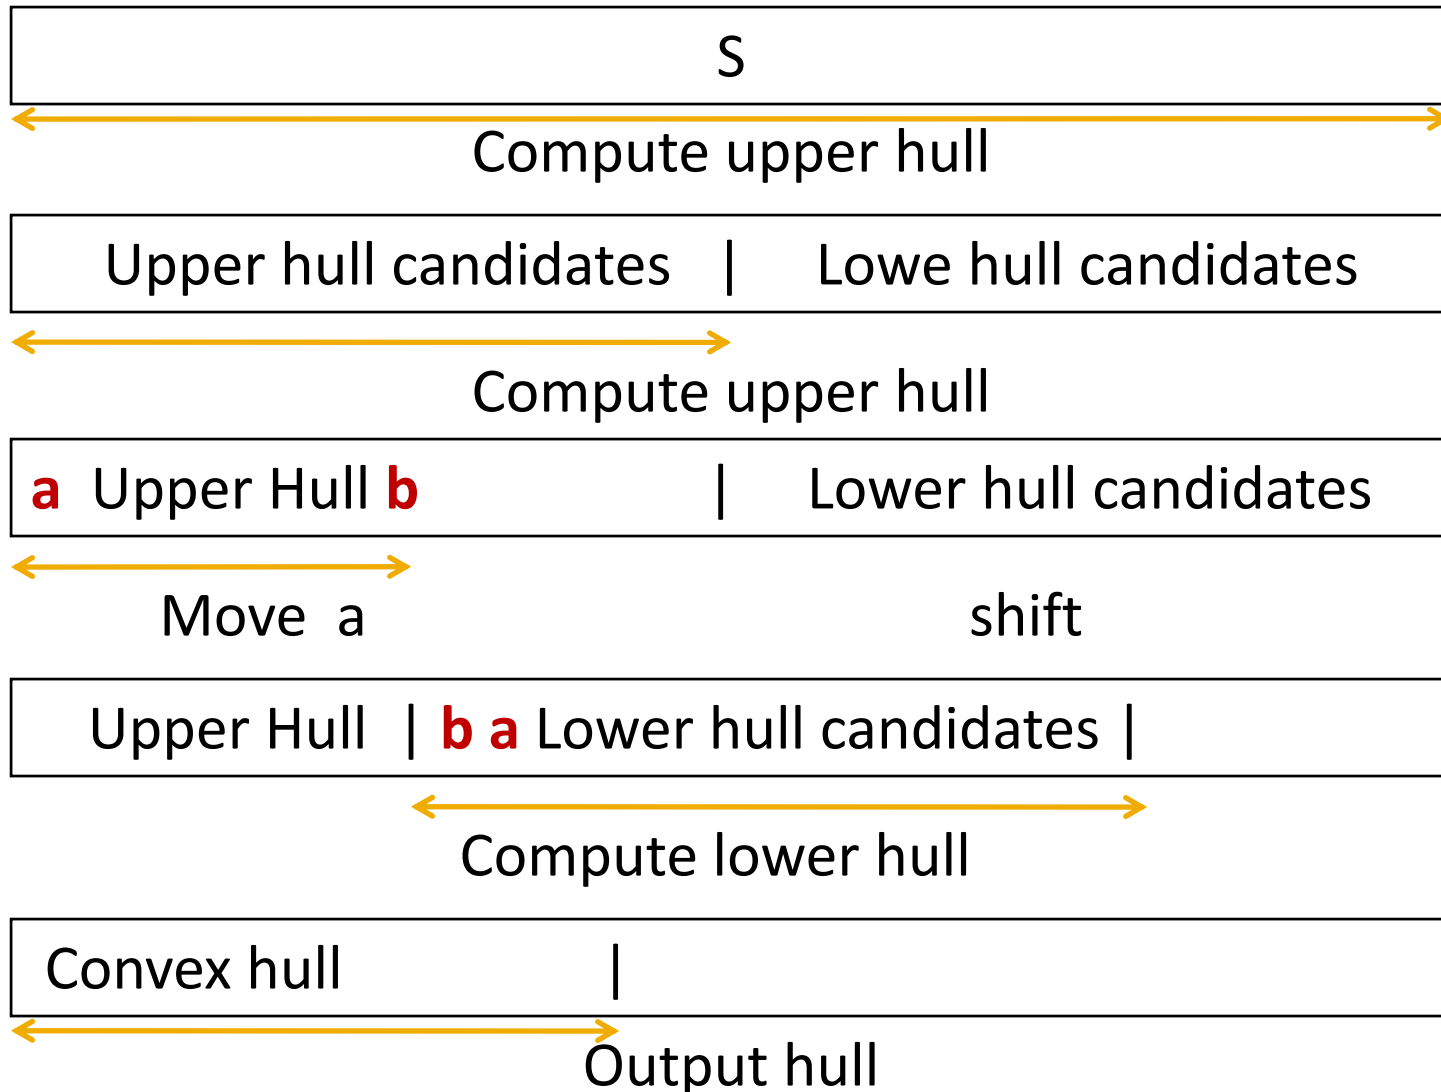 S
Compute upper hull
Upper hull candidates | Lowe hull candidates
Compute upper hull
a Upper Hull b | Lower hull candidates
Move a shift
Upper Hull | b a Lower hull candidates |
Compute lower hull
Convex hull |
Output hull